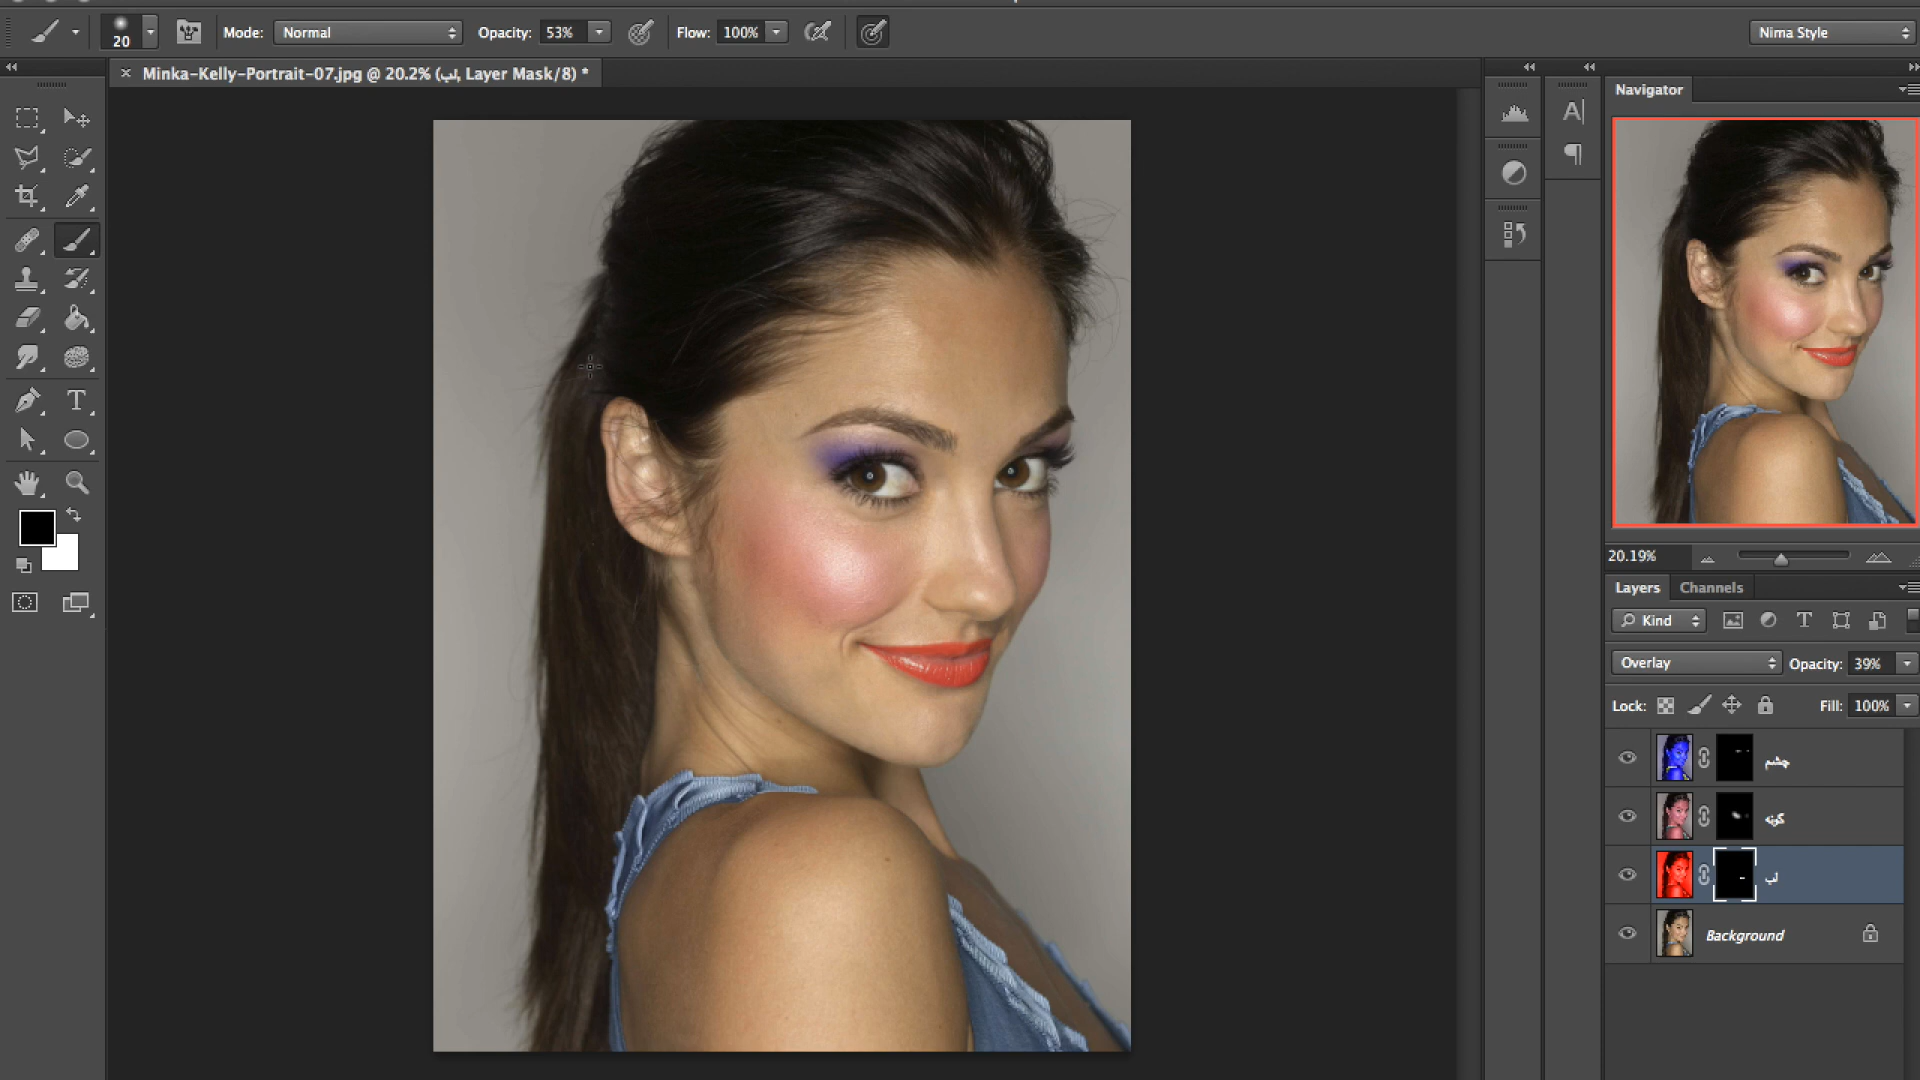 20
Mode: Normal Opacity: 53% Flow: 100% Nima Style
Minka-Kelly-Portrait-07.jpg @ 20.2% (لب, Layer Mask/8) *
Navigator
20.19%
Layers Channels
Kind
Overlay Opacity: 39%
Lock: Fill: 100%
چشم
گونه
لب
Background